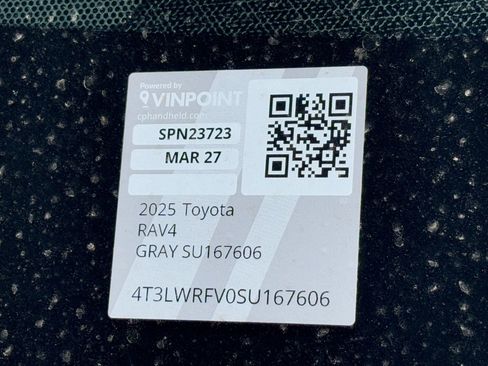 Powered by
VINPOINT
cphandheld.com
SPN23723
MAR 27
2025 Toyota
RAV4
GRAY SU167606
4T3LWRFV0SU167606